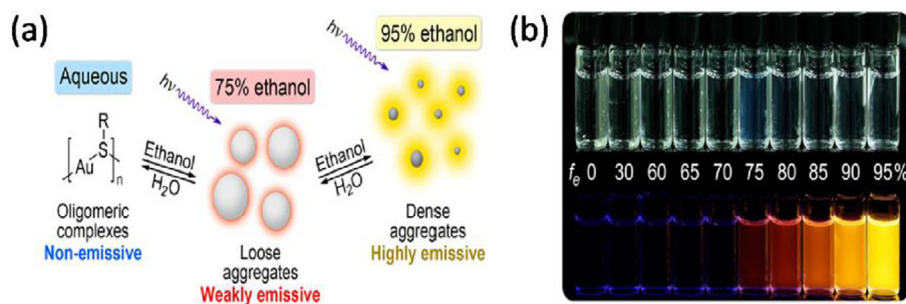 (a)
Aqueous
hν
75% ethanol
hν
95% ethanol
R
[Au S]n
Ethanol
H2O
Ethanol
H2O
Oligomeric
complexes
Non-emissive
Loose
aggregates
Weakly emissive
Dense
aggregates
Highly emissive
(b)
fe 0 30 60 65 70 75 80 85 90 95%